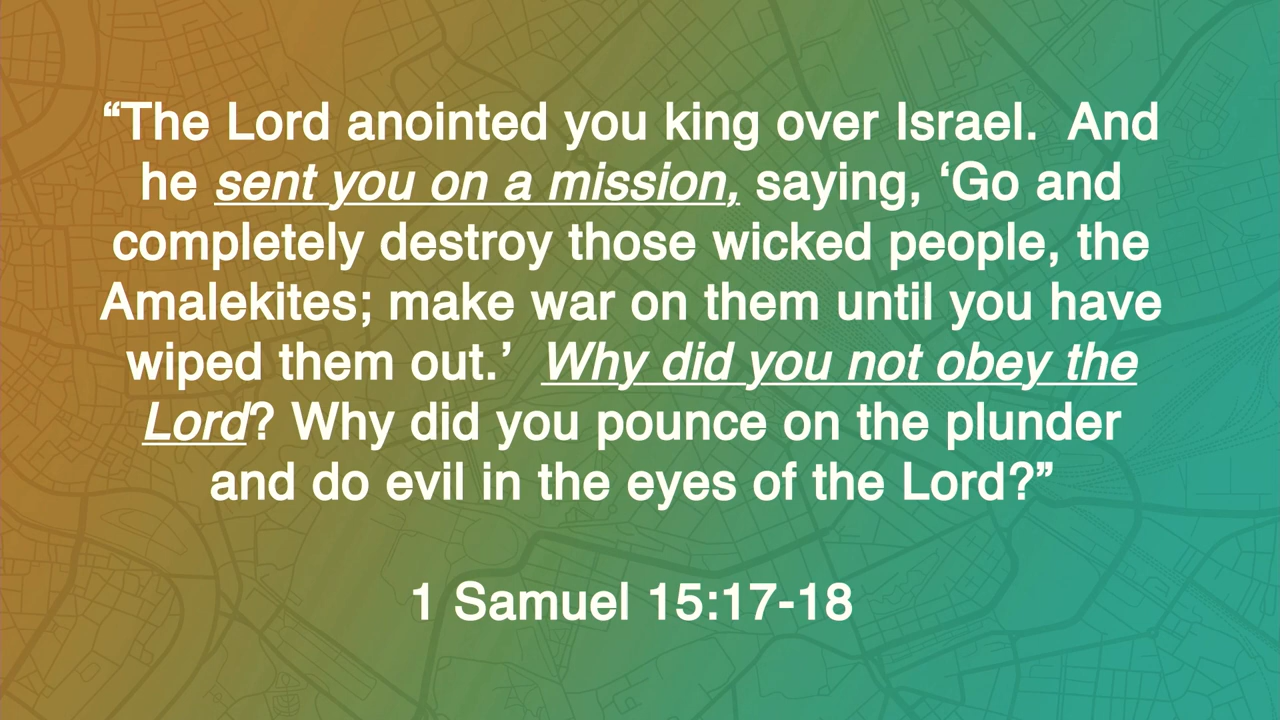 “The Lord anointed you king over Israel.  And
he sent you on a mission, saying, ‘Go and
completely destroy those wicked people, the
Amalekites; make war on them until you have
wiped them out.’  Why did you not obey the
Lord? Why did you pounce on the plunder
and do evil in the eyes of the Lord?”
1 Samuel 15:17-18